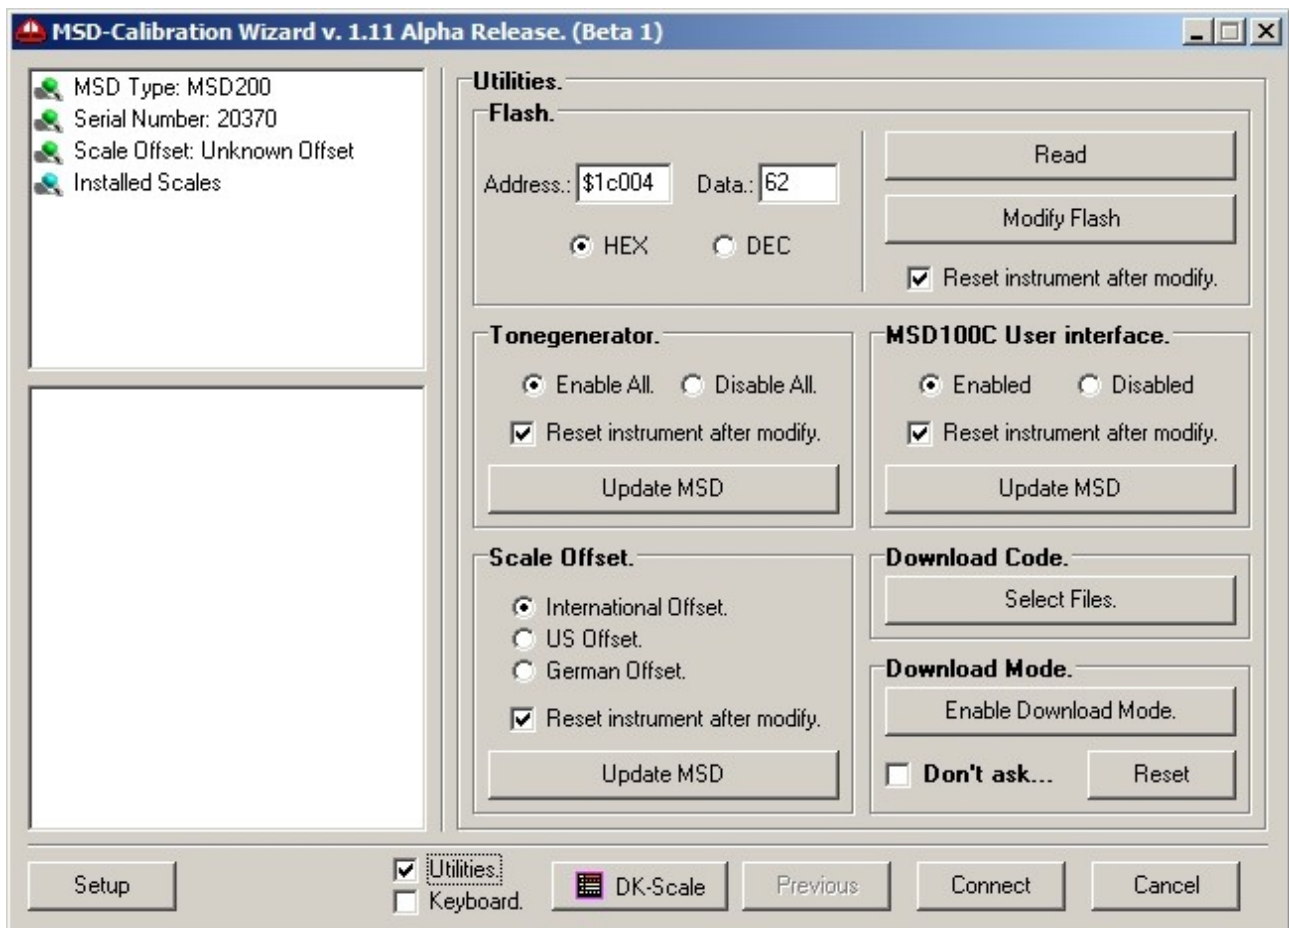 MSD-Calibration Wizard v. 1.11 Alpha Release. (Beta 1)
MSD Type: MSD200
Serial Number: 20370
Scale Offset: Unknown Offset
Installed Scales
Utilities.
Flash.
Address.: $1c004 Data.: 62
HEX DEC
Read
Modify Flash
Reset instrument after modify.
Tonegenerator.
Enable All. Disable All.
Reset instrument after modify.
Update MSD
MSD100C User interface.
Enabled Disabled
Reset instrument after modify.
Update MSD
Scale Offset.
International Offset.
US Offset.
German Offset.
Reset instrument after modify.
Update MSD
Download Code.
Select Files.
Download Mode.
Enable Download Mode.
Don't ask... Reset
Setup
Utilities.
Keyboard.
DK-Scale
Previous
Connect
Cancel